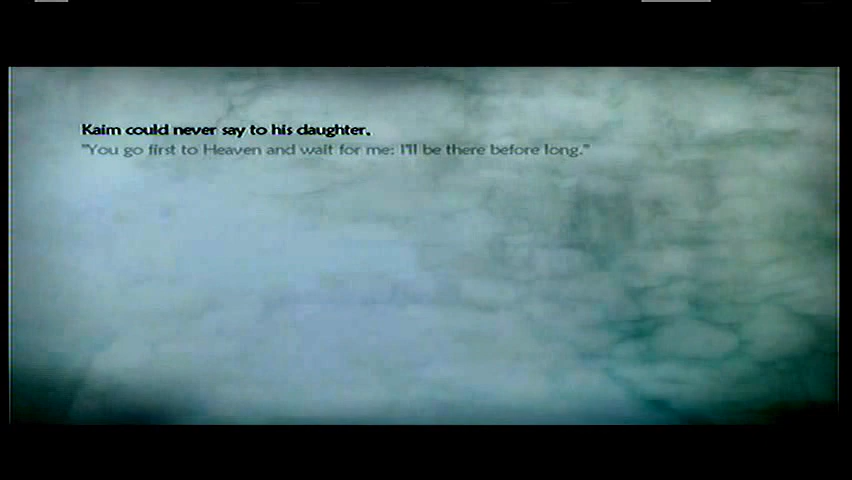 Kaim could never say to his daughter,
"You go first to Heaven and wait for me: I'll be there before long."